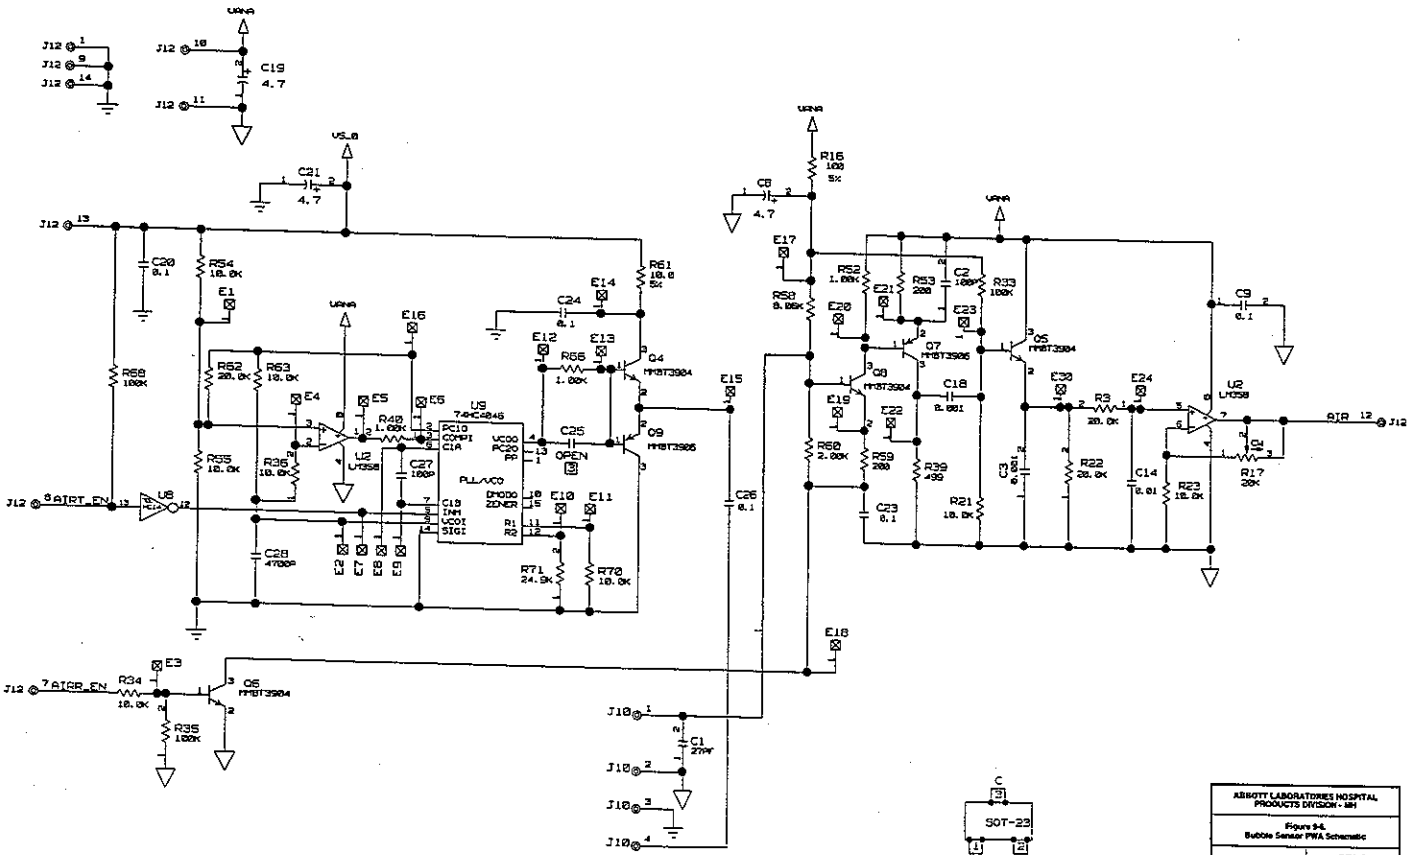 VANA
J12 1
J12 9
J12 14
J12 10
J12 11
C19
4.7
VS_0
C21
4.7
J12 13
C20
0.1
R54
10.0K
E1
R68
100K
R62
20.0K
R63
10.0K
VANA
E16
E4
E5
E6
R40
1.00K
U2
LM358
R55
10.0K
R36
10.0K
C27
100P
J12 6 AIRT_EN
U8
13
12
C28
4700P
E2
E7
E8
E9
U9
74HC4046
PC1O
COMPI
C1A
PLL/VCO
C1B
INH
VCOI
SIGI
VCOO
PC2O
PP
DMODO
ZENER
R1
R2
C24
0.1
E14
R61
10.0
5%
E12
E13
R66
1.00K
Q4
MMBT3904
C25
OPEN
3
Q9
MMBT3906
E10
E11
R71
24.9K
R70
10.0K
E15
C26
0.1
J12 7 AIRR_EN
R34
10.0K
E3
R35
100K
Q6
MMBT3904
E18
J10 1
J10 2
J10 3
J10 4
C1
27PF
VANA
R16
100
5%
C6
4.7
E17
R58
8.06K
R52
1.00K
E20
E21
R53
200
C2
100P
E23
R33
100K
VANA
Q5
MMBT3904
Q7
MMBT3906
Q8
MMBT3904
E19
E22
C18
0.001
R60
2.00K
R59
200
C23
0.1
R39
499
R21
10.0K
C3
0.001
E30
R3
20.0K
E24
R22
20.0K
C14
0.01
R23
10.0K
U2
LM358
C9
0.1
R17
20K
CW
AIR 12 J12
C
3
SOT-23
1
2
ABBOTT LABORATORIES HOSPITAL
PRODUCTS DIVISION - MH
Bubble Sensor PWA Schematic